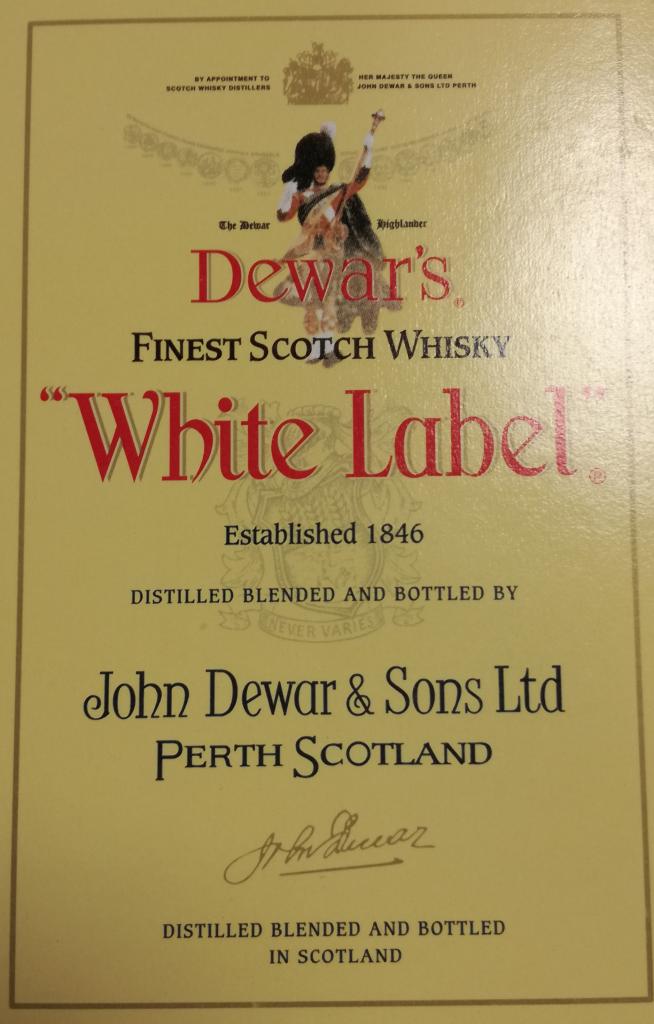 BY APPOINTMENT TO HER MAJESTY THE QUEEN
SCOTCH WHISKY DISTILLERS JOHN DEWAR & SONS LTD PERTH
The Dewar Highlander
Dewar's®
FINEST SCOTCH WHISKY
"White Label"®
Established 1846
DISTILLED BLENDED AND BOTTLED BY
NEVER VARIES
John Dewar & Sons Ltd
PERTH SCOTLAND
John Dewar
DISTILLED BLENDED AND BOTTLED
IN SCOTLAND